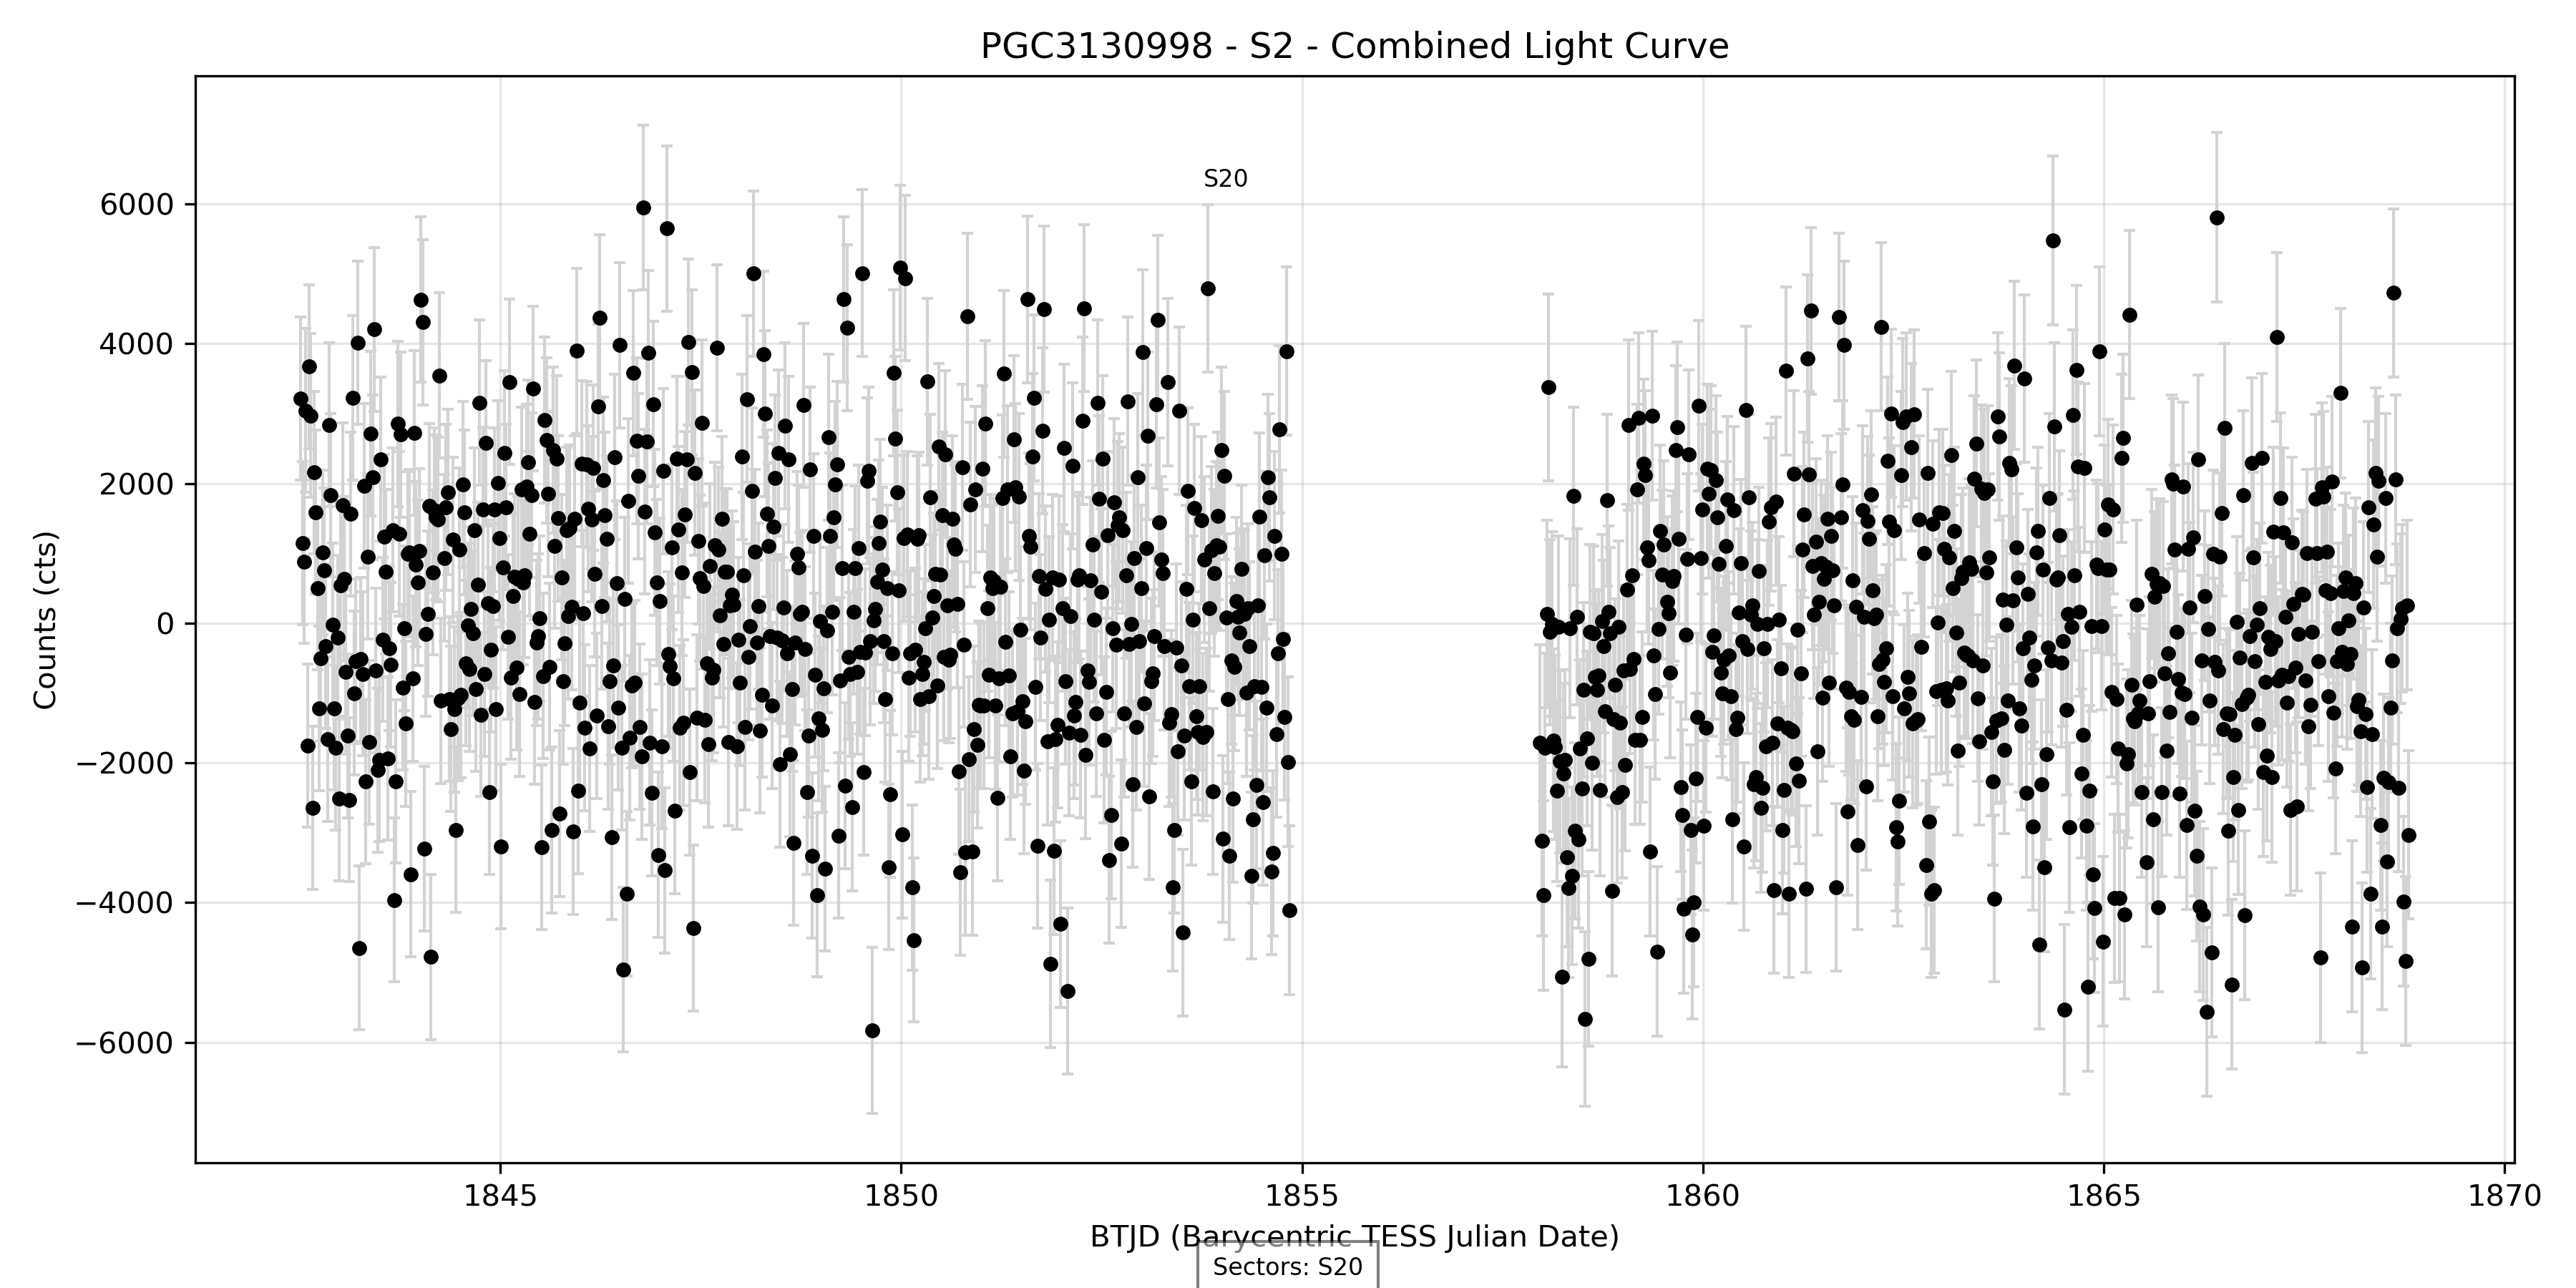 PGC3130998 - S2 - Combined Light Curve
S20
6000
4000
2000
0
−2000
−4000
−6000
Counts (cts)
1845 1850 1855 1860 1865 1870
BTJD (Barycentric TESS Julian Date)
Sectors: S20